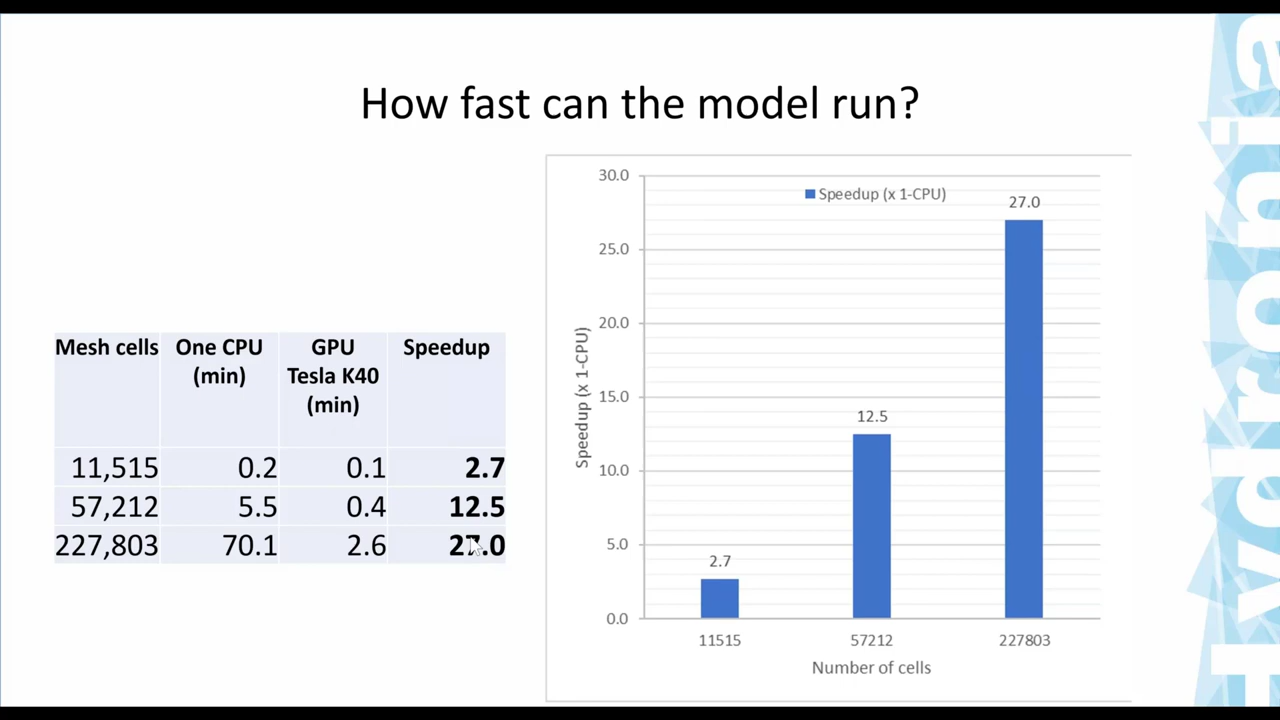 How fast can the model run?
Mesh cells One CPU (min) GPU Tesla K40 (min) Speedup
11,515 0.2 0.1 2.7
57,212 5.5 0.4 12.5
227,803 70.1 2.6 27.0
Speedup (x 1-CPU)
30.0
25.0
20.0
15.0
10.0
5.0
0.0
Speedup (x 1-CPU)
2.7
12.5
27.0
11515 57212 227803
Number of cells
Hydronia